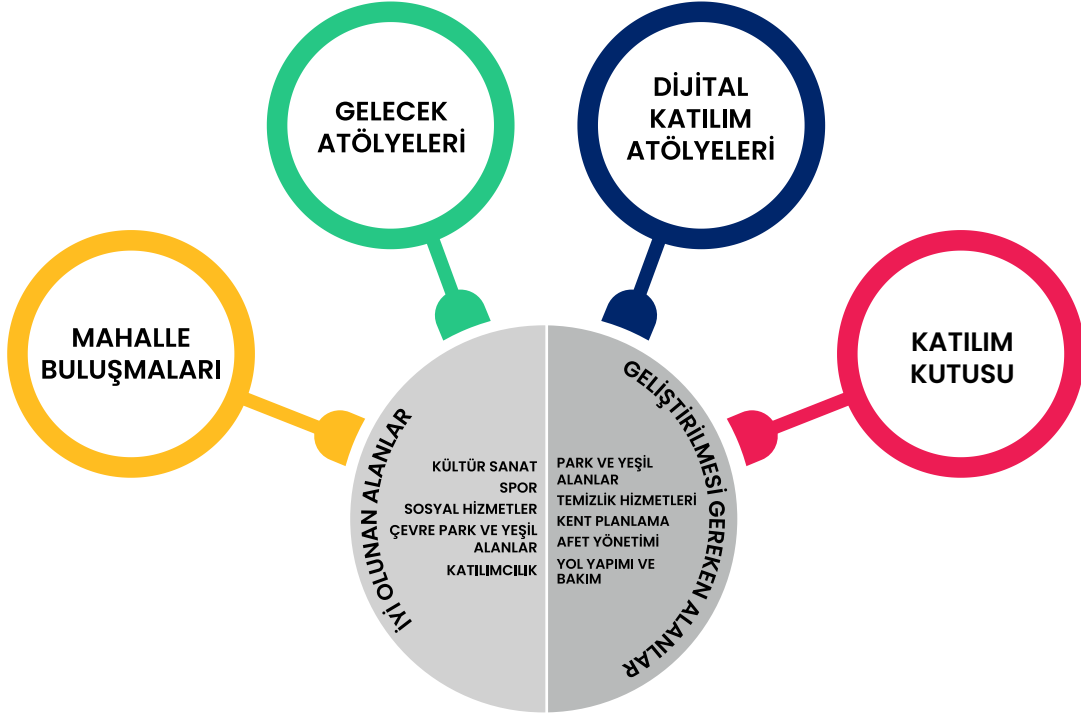 GELECEK
ATÖLYELERİ
DİJİTAL
KATILIM
ATÖLYELERİ
MAHALLE
BULUŞMALARI
KATILIM
KUTUSU
İYİ OLUNAN ALANLAR
KÜLTÜR SANAT
SPOR
SOSYAL HİZMETLER
ÇEVRE PARK VE YEŞİL
ALANLAR
KATILIMCILIK
GELİŞTİRİLMESİ GEREKEN ALANLAR
PARK VE YEŞİL
ALANLAR
TEMİZLİK HİZMETLERİ
KENT PLANLAMA
AFET YÖNETİMİ
YOL YAPIMI VE
BAKIM